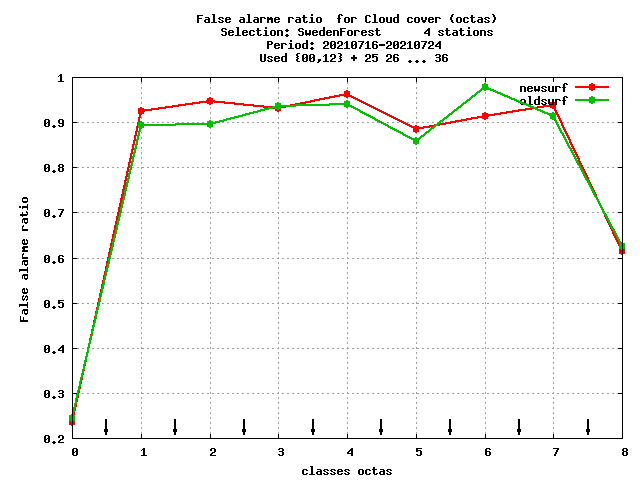 False alarme ratio  for Cloud cover (octas)
Selection: SwedenForest      4 stations
Period: 20210716-20210724
Used {00,12} + 25 26 ... 36
newsurf
oldsurf
1
0.9
0.8
0.7
0.6
0.5
0.4
0.3
0.2
False alarme ratio
0 1 2 3 4 5 6 7 8
classes octas